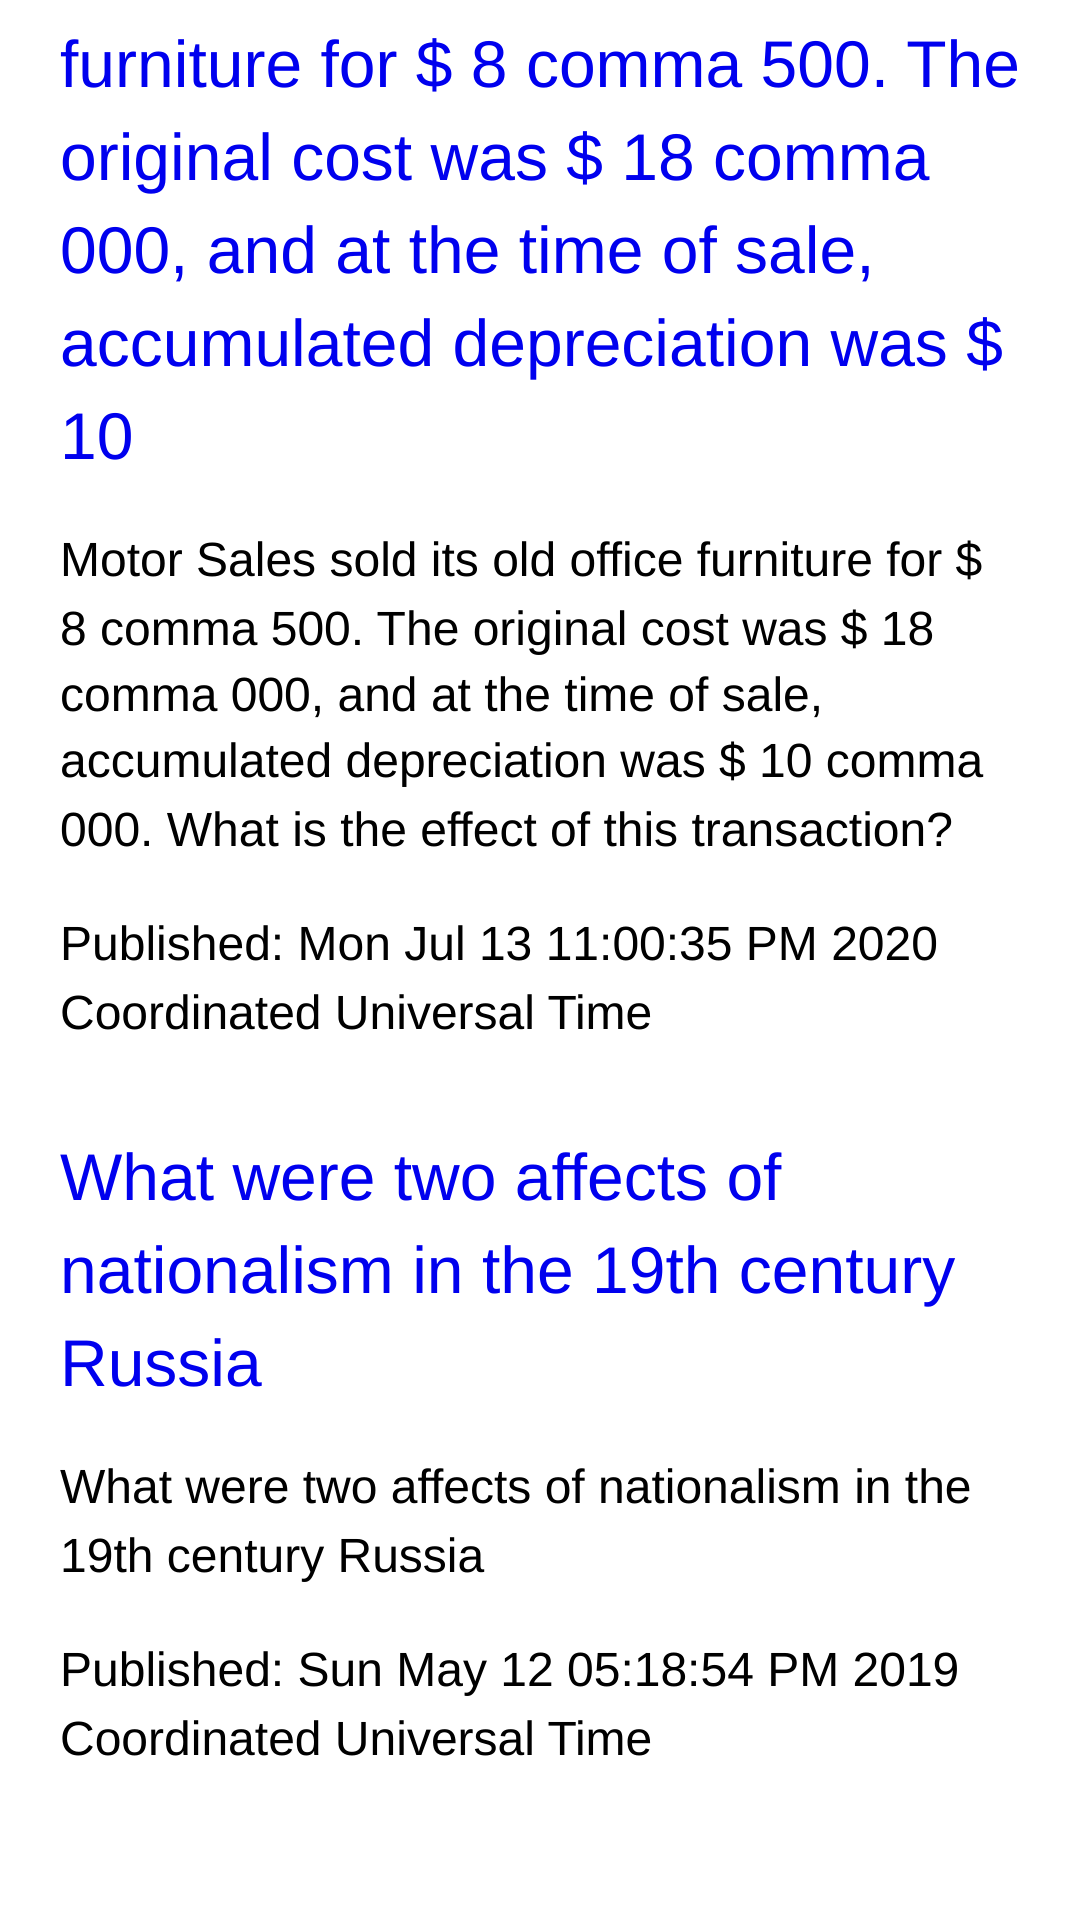 furniture for $ 8 comma 500. The
original cost was $ 18 comma
000, and at the time of sale,
accumulated depreciation was $
10
Motor Sales sold its old office furniture for $
8 comma 500. The original cost was $ 18
comma 000, and at the time of sale,
accumulated depreciation was $ 10 comma
000. What is the effect of this transaction?
Published: Mon Jul 13 11:00:35 PM 2020
Coordinated Universal Time
What were two affects of
nationalism in the 19th century
Russia
What were two affects of nationalism in the
19th century Russia
Published: Sun May 12 05:18:54 PM 2019
Coordinated Universal Time